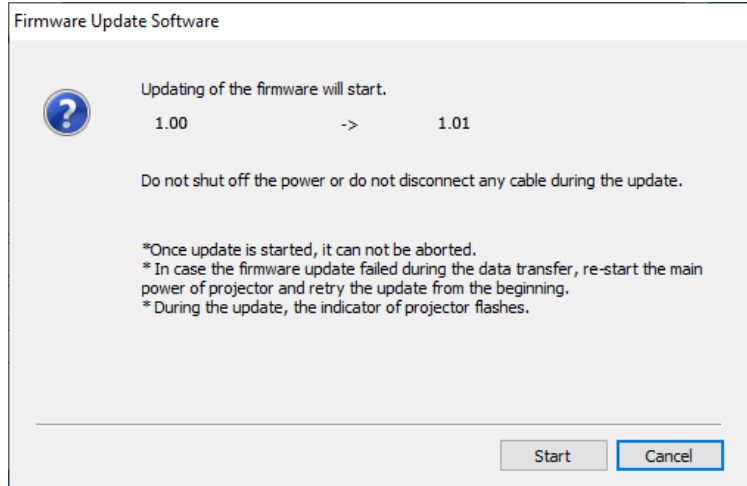 Firmware Update Software
Updating of the firmware will start.
1.00 -> 1.01
Do not shut off the power or do not disconnect any cable during the update.
*Once update is started, it can not be aborted.
* In case the firmware update failed during the data transfer, re-start the main
power of projector and retry the update from the beginning.
* During the update, the indicator of projector flashes.
Start Cancel